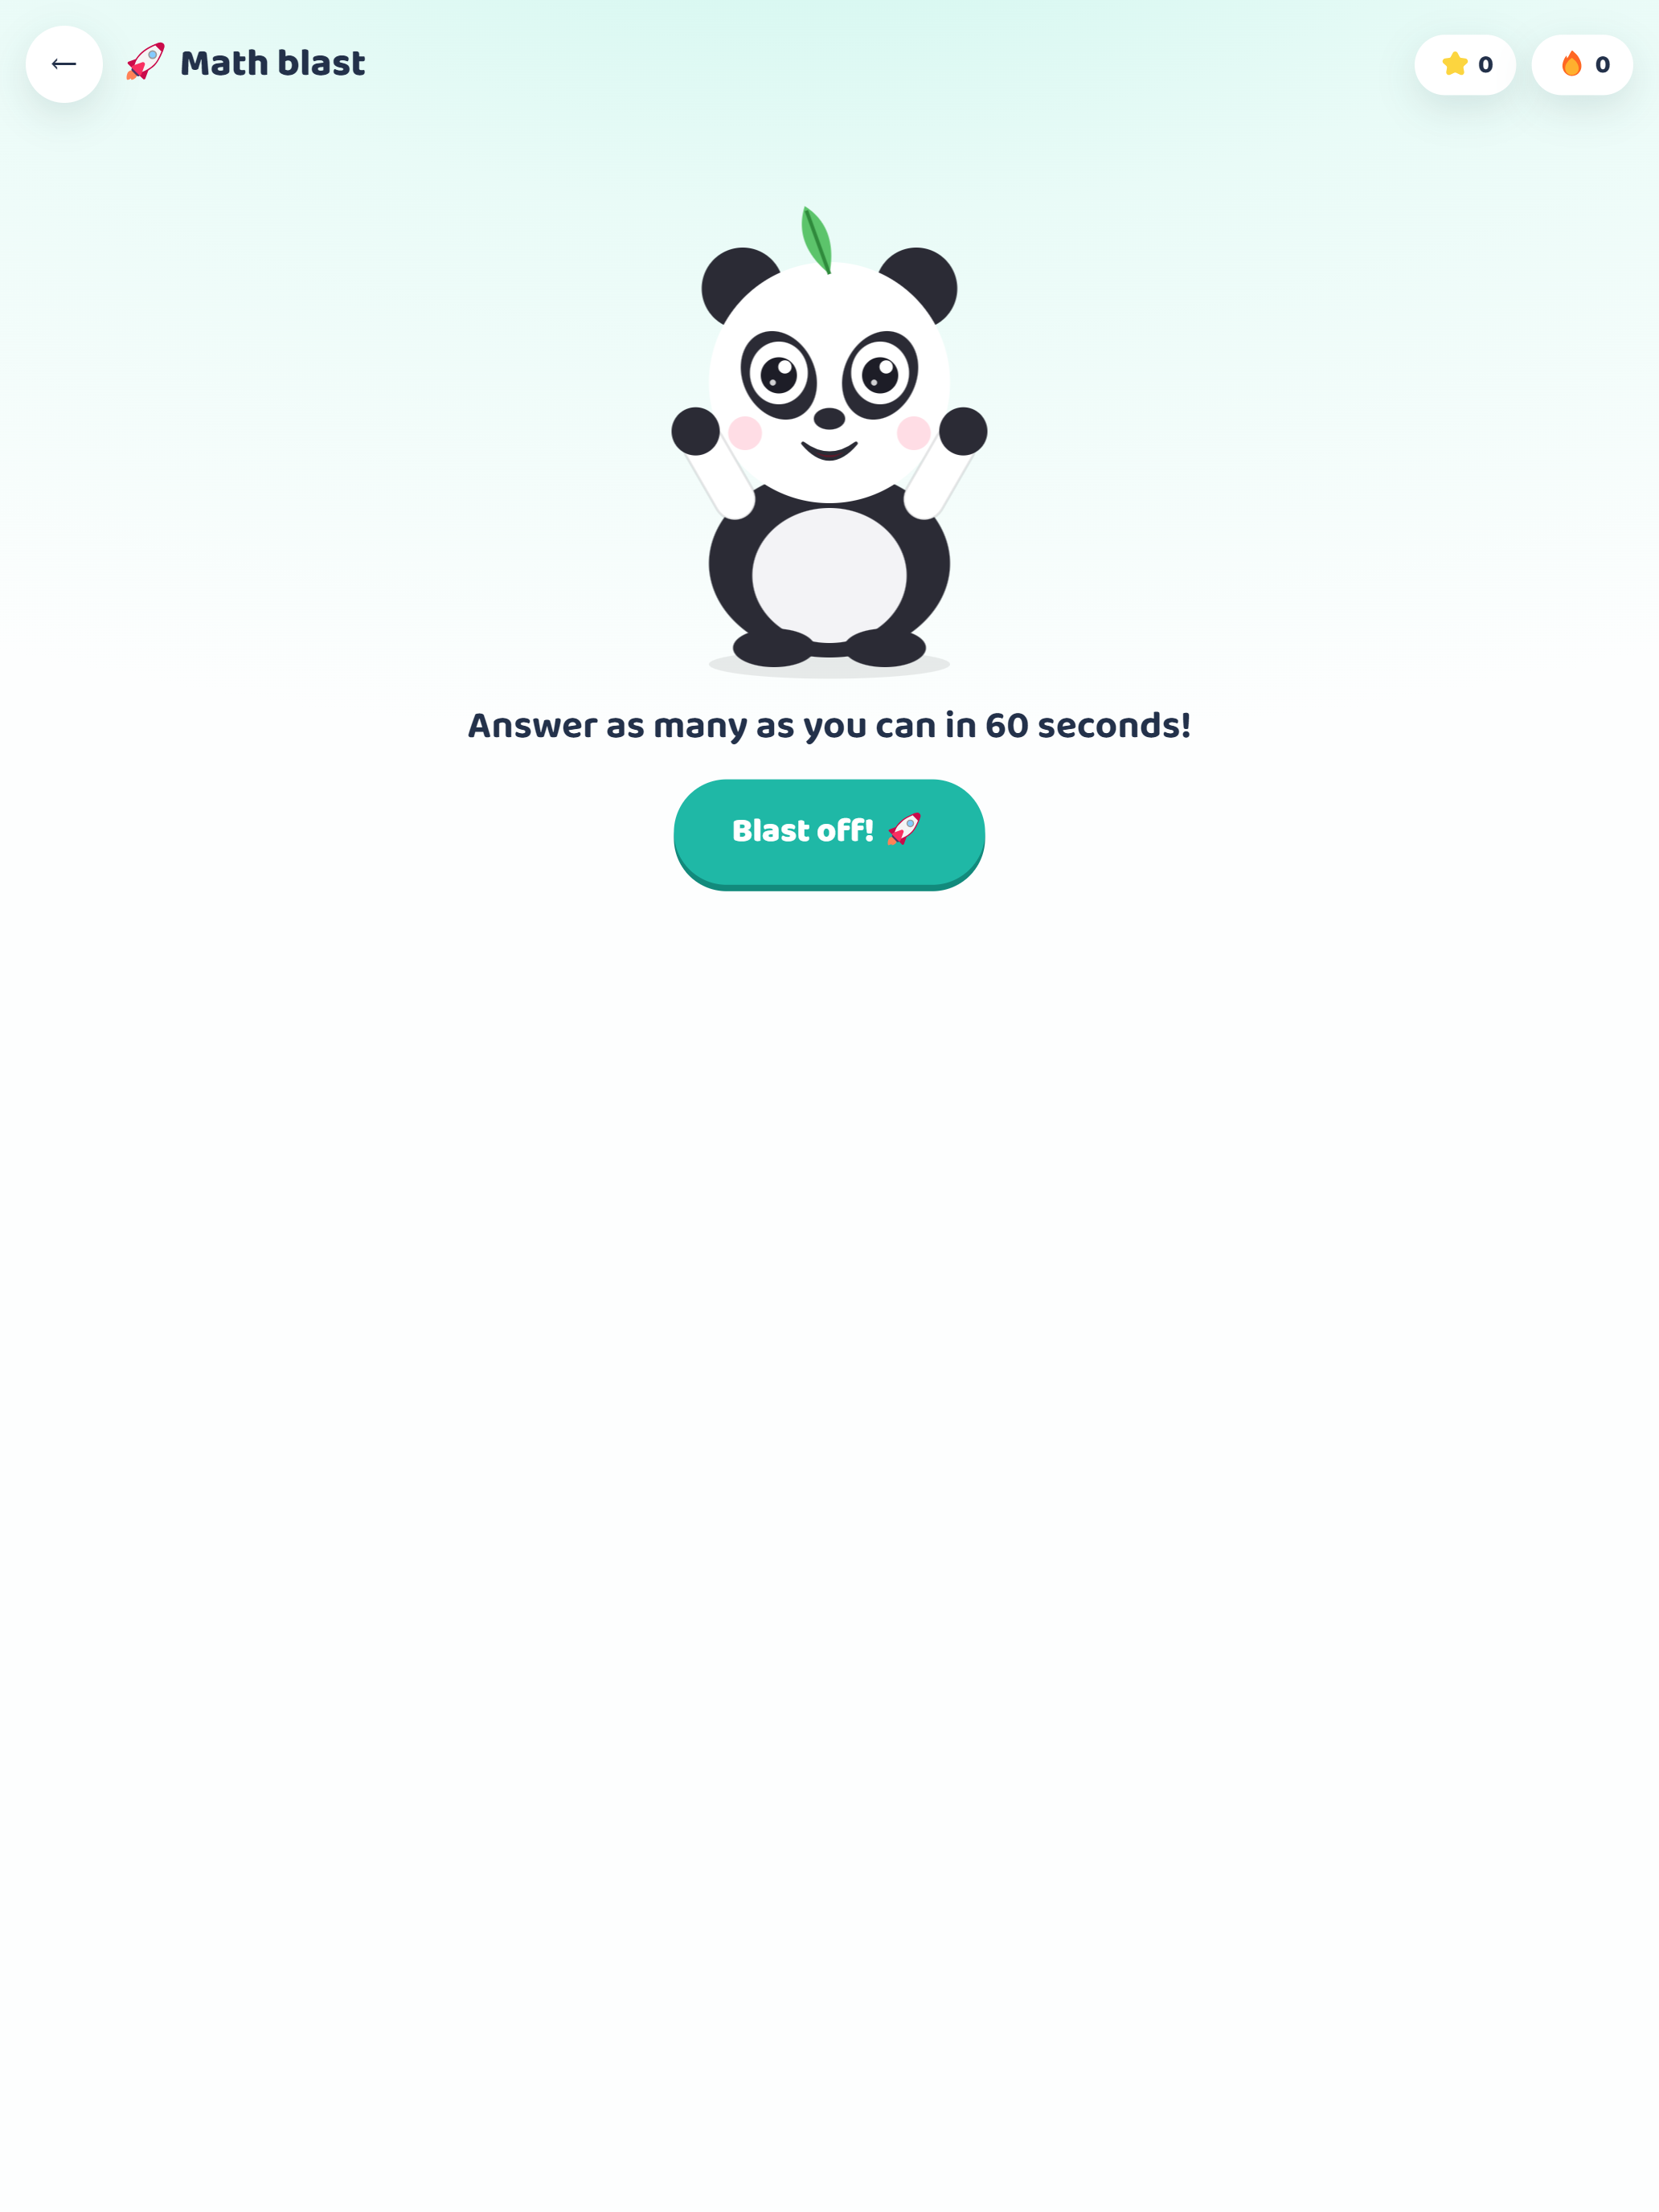 ← 🚀 Math blast
⭐ 0
🔥 0
Answer as many as you can in 60 seconds!
Blast off! 🚀